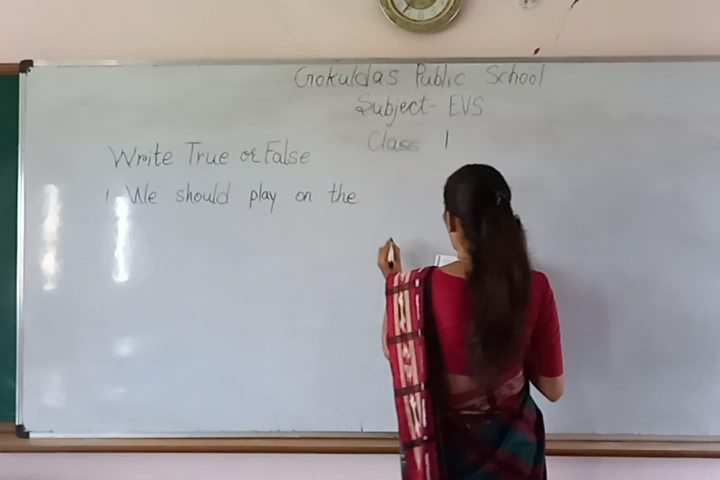 Gokuldas Public School
Subject- EVS
Class 1
Write True or False
1. We should play on the